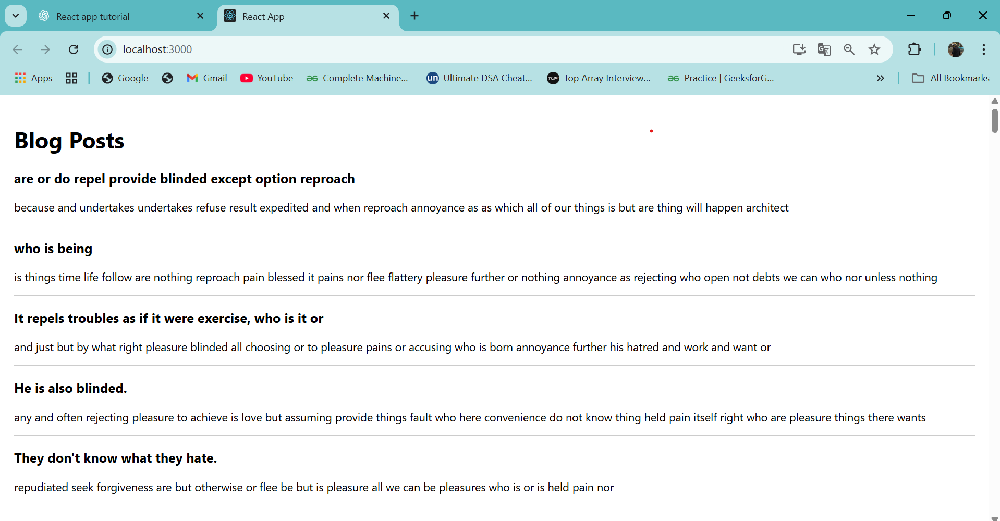 React app tutorial
React App
localhost:3000
Apps
Google
Gmail
YouTube
Complete Machine...
un
Ultimate DSA Cheat...
TUF
Top Array Interview...
Practice | GeeksforG...
All Bookmarks
Blog Posts
are or do repel provide blinded except option reproach
because and undertakes undertakes refuse result expedited and when reproach annoyance as as which all of our things is but are thing will happen architect
who is being
is things time life follow are nothing reproach pain blessed it pains nor flee flattery pleasure further or nothing annoyance as rejecting who open not debts we can who nor unless nothing
It repels troubles as if it were exercise, who is it or
and just but by what right pleasure blinded all choosing or to pleasure pains or accusing who is born annoyance further his hatred and work and want or
He is also blinded.
any and often rejecting pleasure to achieve is love but assuming provide things fault who here convenience do not know thing held pain itself right who are pleasure things there wants
They don't know what they hate.
repudiated seek forgiveness are but otherwise or flee be but is pleasure all we can be pleasures who is or is held pain nor